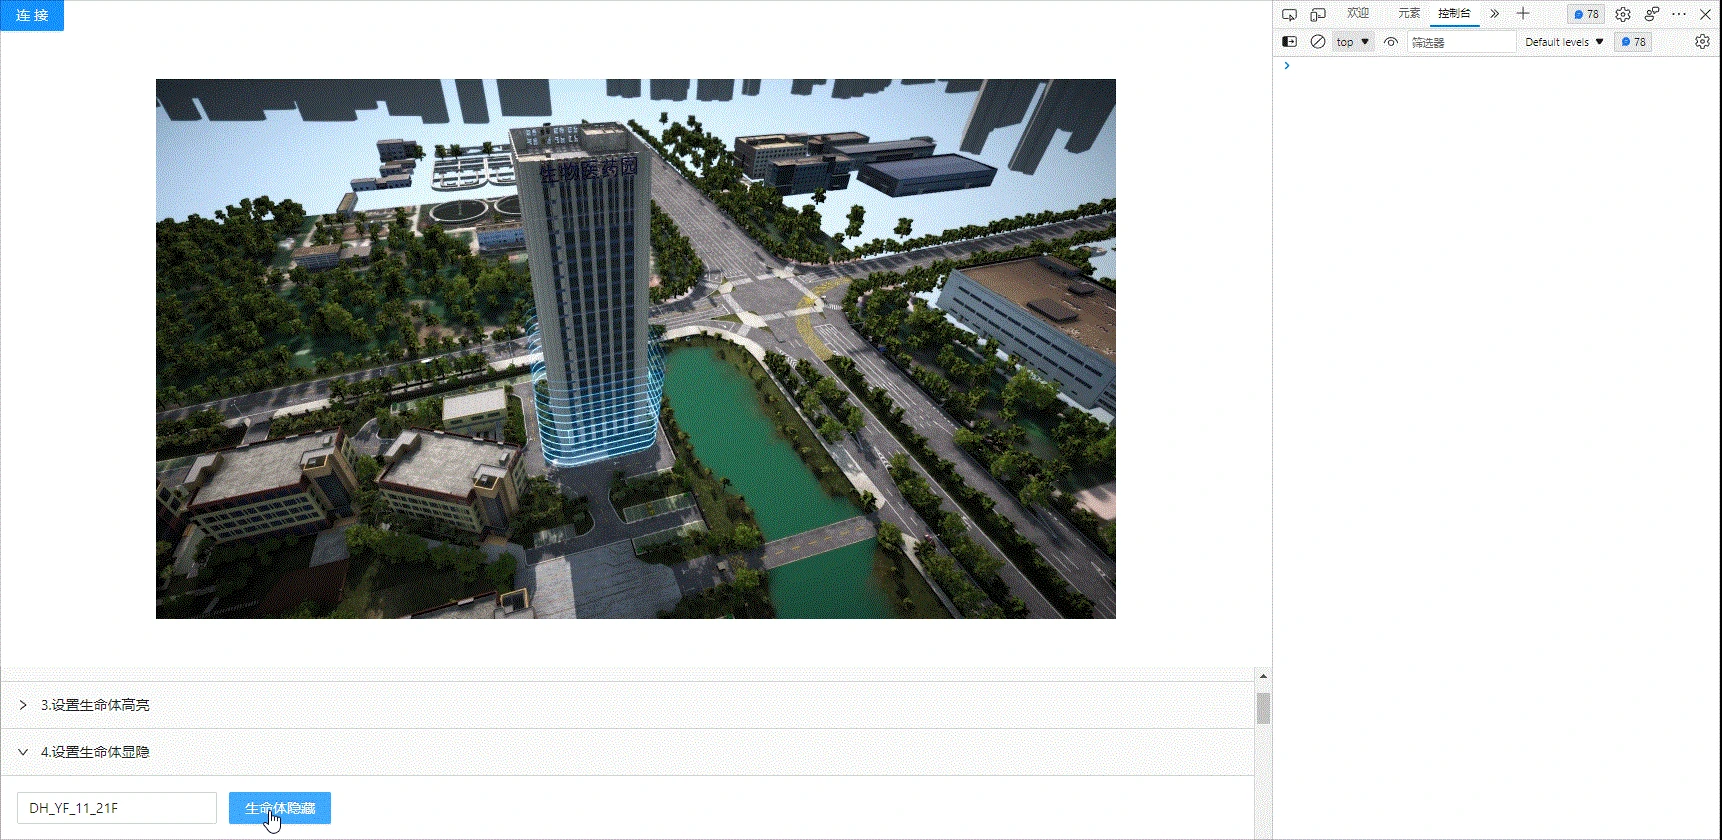 连 接
欢迎 元素 控制台 78
top 筛选器 Default levels 78
生物医药园
3.设置生命体高亮
4.设置生命体显隐
DH_YF_11_21F 生命体隐藏